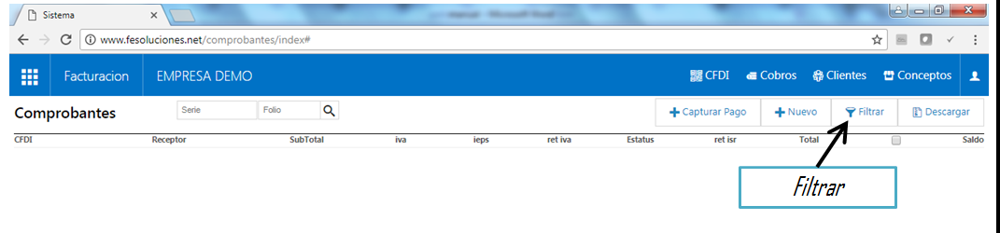 Sistema
www.fesoluciones.net/comprobantes/index#
Facturacion EMPRESA DEMO CFDI Cobros Clientes Conceptos
Comprobantes Serie Folio Capturar Pago Nuevo Filtrar Descargar
CFDI Receptor SubTotal iva ieps ret iva Estatus ret isr Total Saldo
Filtrar